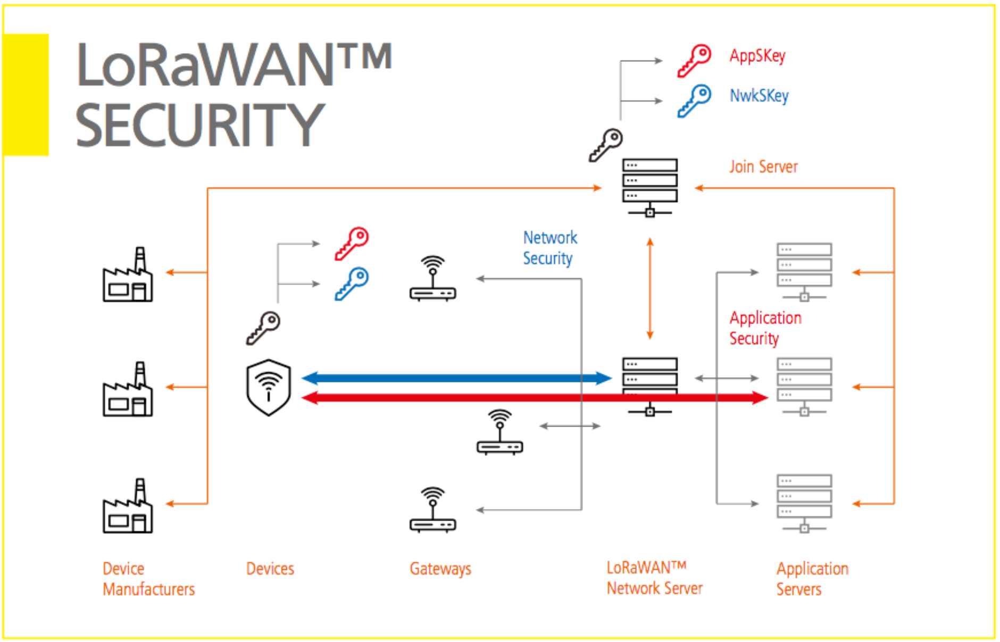 LoRaWAN™
SECURITY
AppSKey
NwkSKey
Join Server
Network
Security
Application
Security
Device
Manufacturers
Devices
Gateways
LoRaWAN™
Network Server
Application
Servers